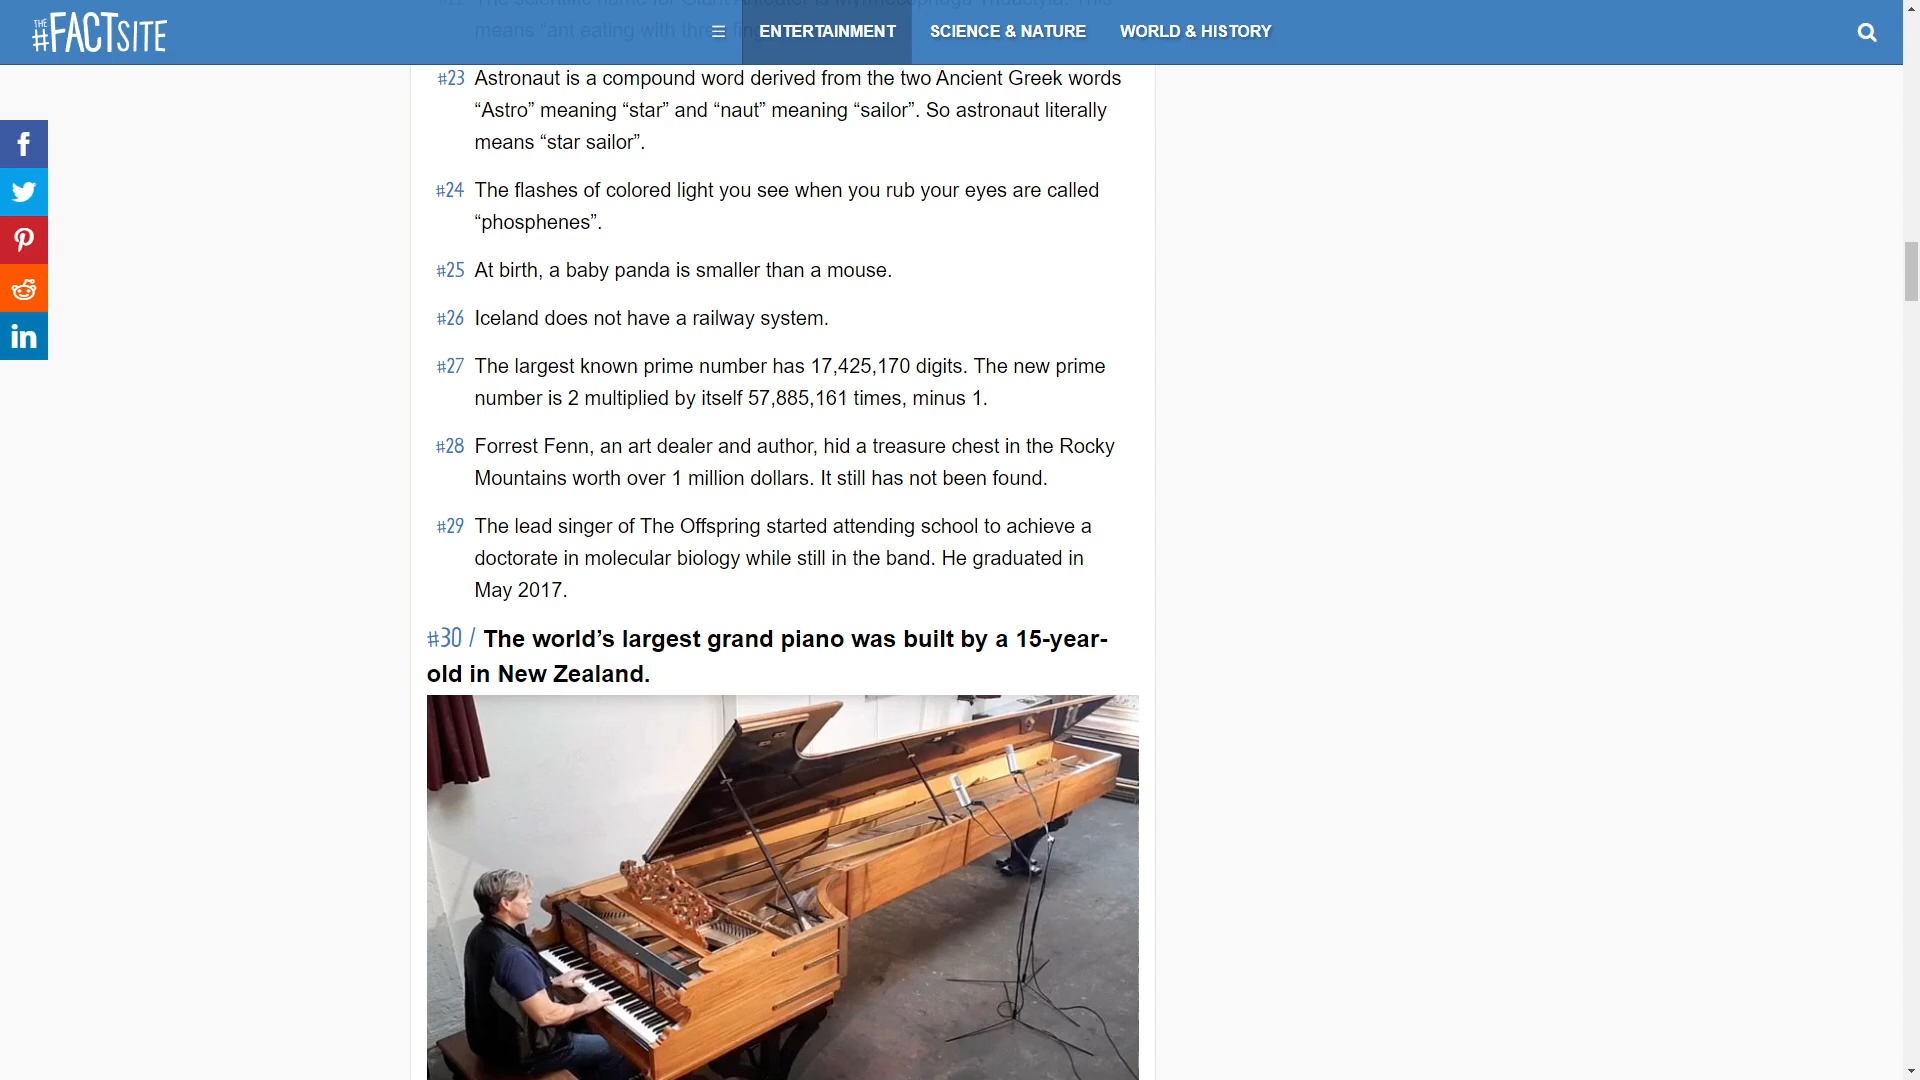 THE
#FACTSITE
☰ ENTERTAINMENT SCIENCE & NATURE WORLD & HISTORY
means “ant eating with thr
#23 Astronaut is a compound word derived from the two Ancient Greek words
“Astro” meaning “star” and “naut” meaning “sailor”. So astronaut literally
means “star sailor”.
#24 The flashes of colored light you see when you rub your eyes are called
“phosphenes”.
#25 At birth, a baby panda is smaller than a mouse.
#26 Iceland does not have a railway system.
#27 The largest known prime number has 17,425,170 digits. The new prime
number is 2 multiplied by itself 57,885,161 times, minus 1.
#28 Forrest Fenn, an art dealer and author, hid a treasure chest in the Rocky
Mountains worth over 1 million dollars. It still has not been found.
#29 The lead singer of The Offspring started attending school to achieve a
doctorate in molecular biology while still in the band. He graduated in
May 2017.
#30 / The world’s largest grand piano was built by a 15-year-
old in New Zealand.